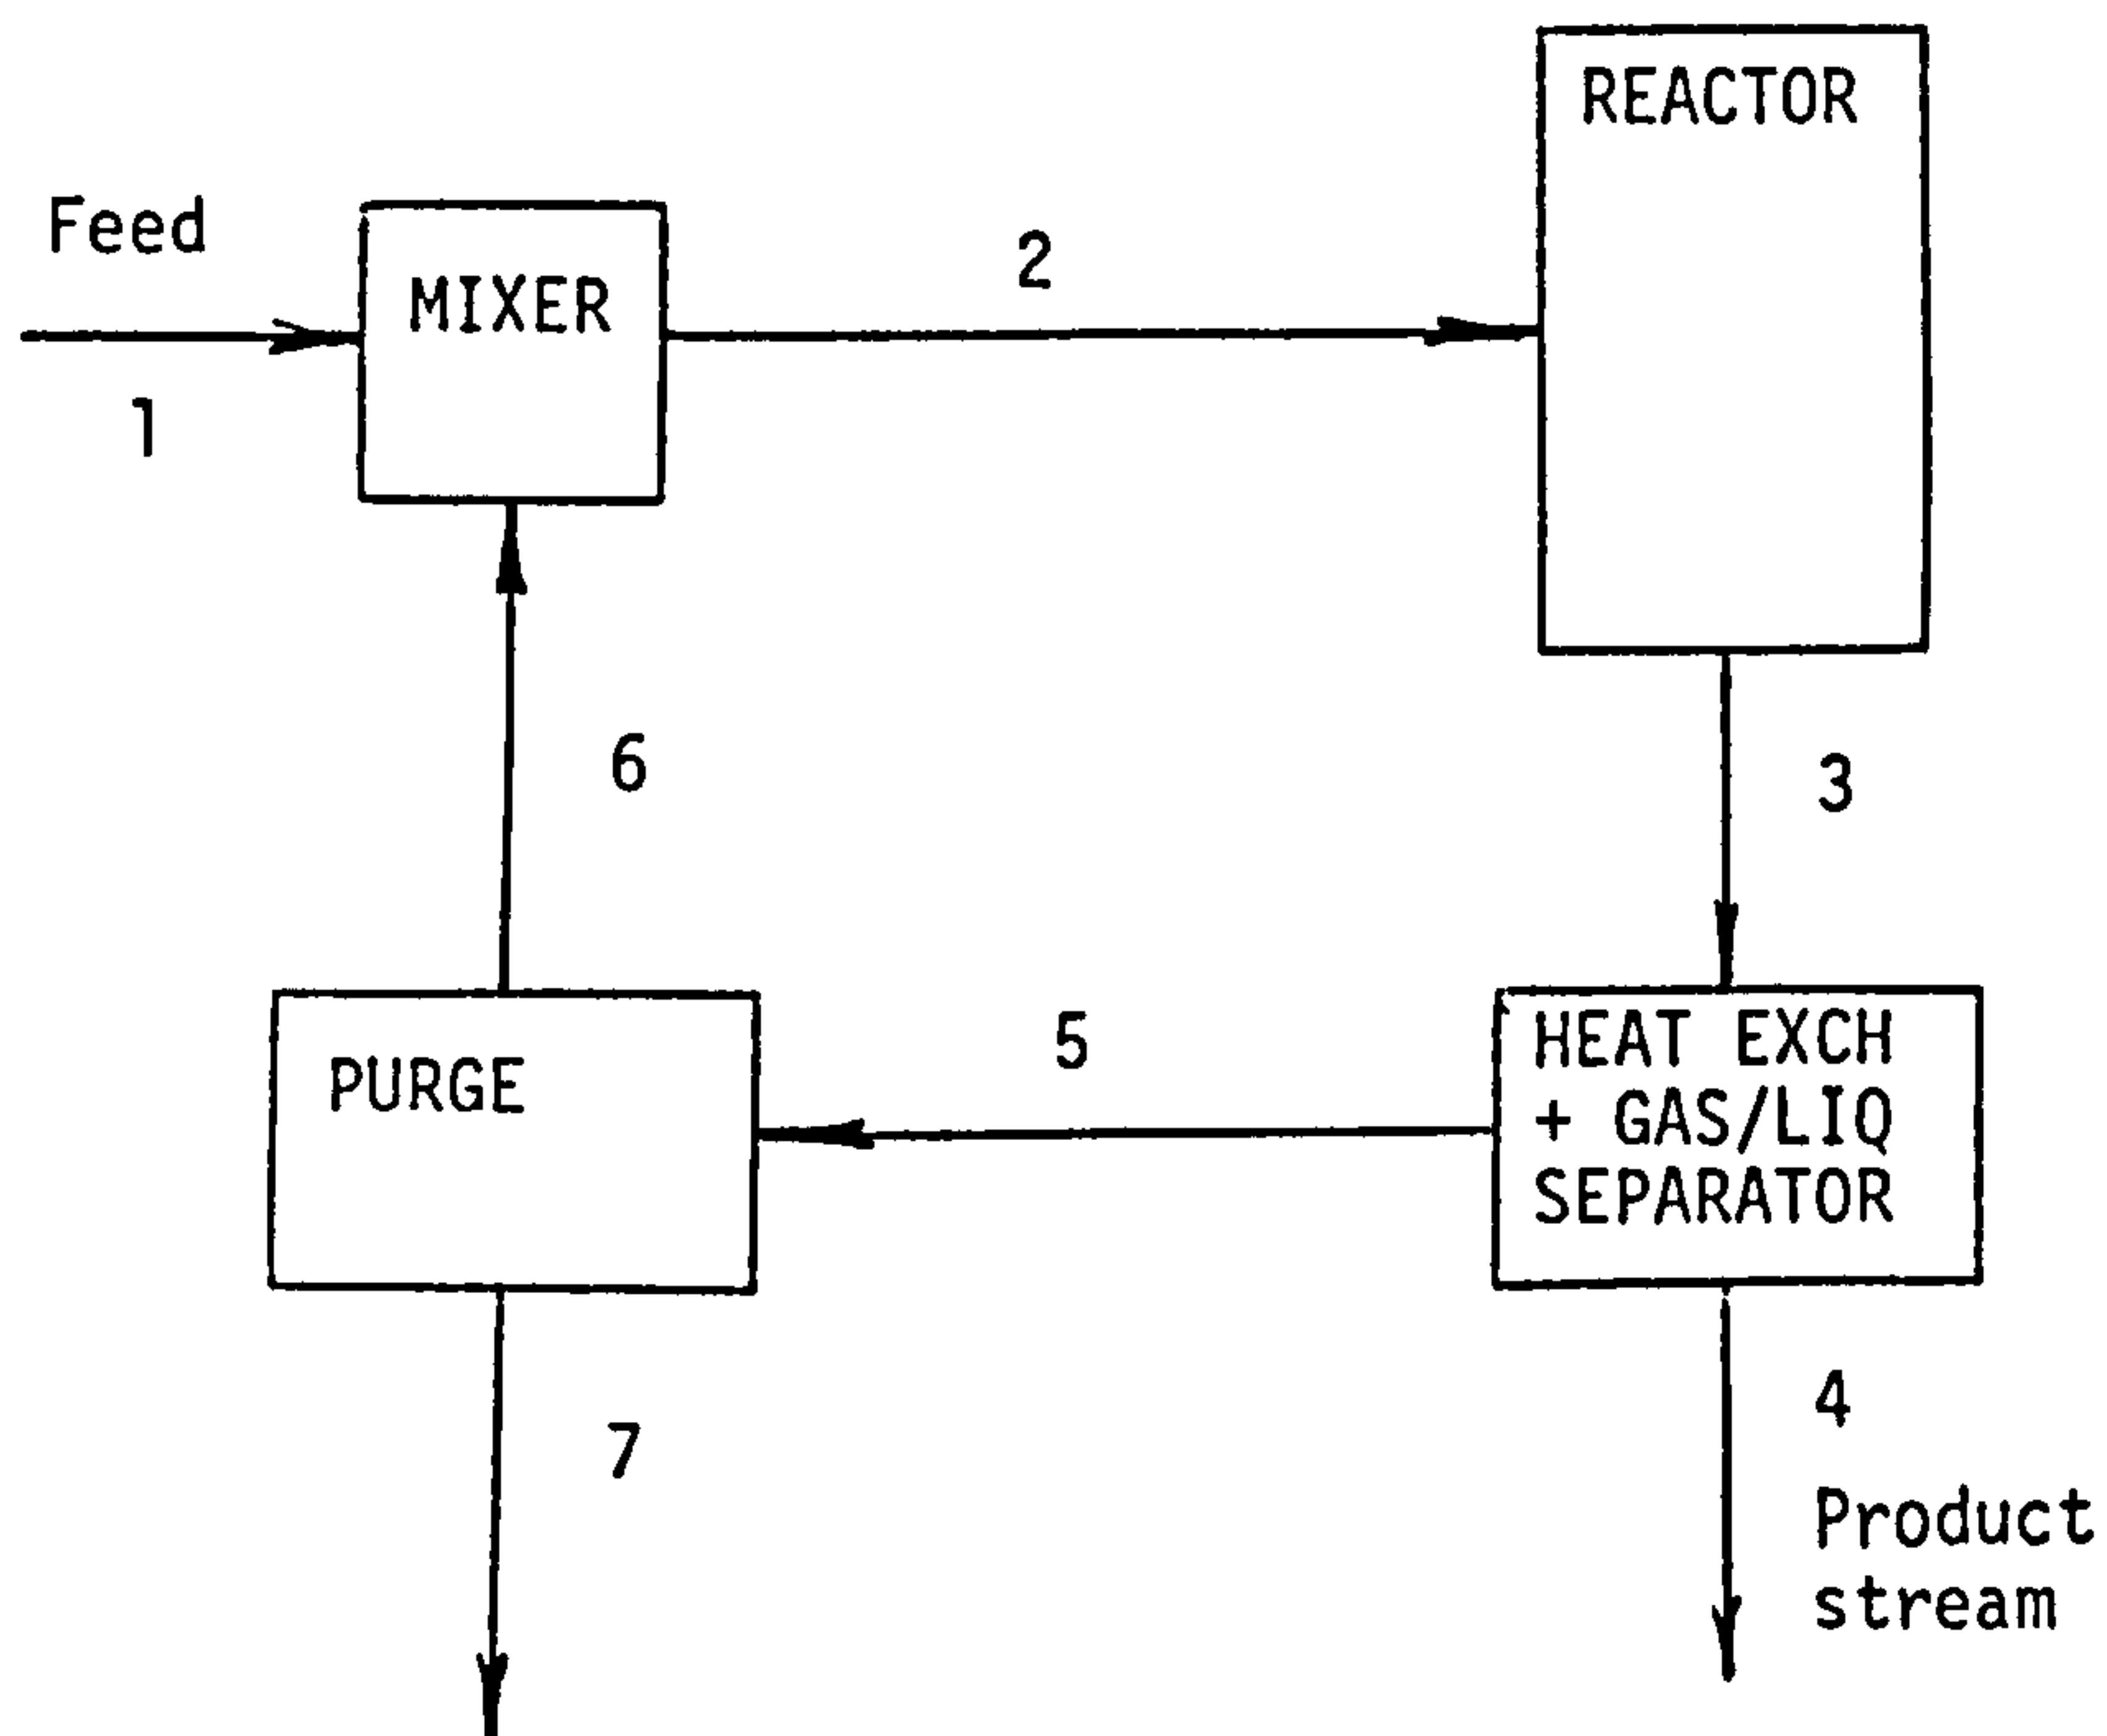 REACTOR
Feed
MIXER
2
1
6
3
PURGE
5
HEAT EXCH
+ GAS/LIQ
SEPARATOR
7
4
Product
stream